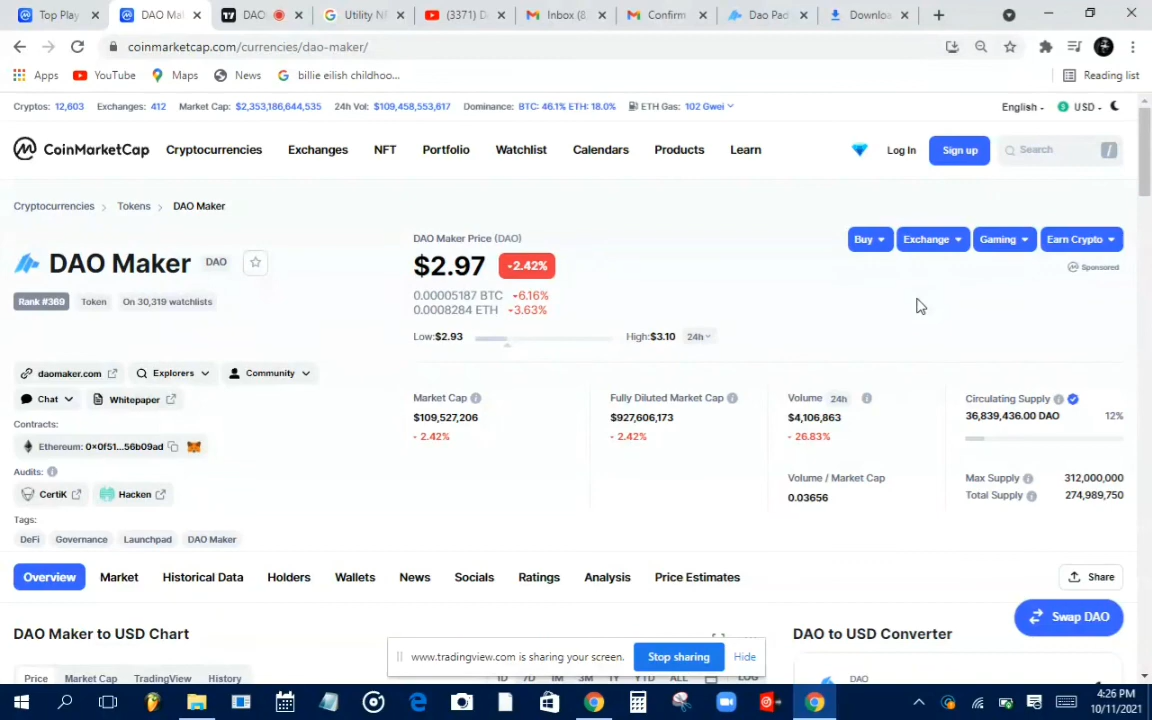 Top Play
DAO Mak
DAO
Utility NF
(3371) D
Inbox (8
Confirm
Dao Pad
Downloa
coinmarketcap.com/currencies/dao-maker/
Apps YouTube Maps News billie eilish childhoo... Reading list
Cryptos: 12,603 Exchanges: 412 Market Cap: $2,353,186,644,535 24h Vol: $109,458,553,617 Dominance: BTC: 46.1% ETH: 18.0% ETH Gas: 102 Gwei English USD
CoinMarketCap Cryptocurrencies Exchanges NFT Portfolio Watchlist Calendars Products Learn Log In Sign up Search /
Cryptocurrencies Tokens DAO Maker
DAO Maker Price (DAO)
Buy Exchange Gaming Earn Crypto
DAO Maker DAO
$2.97 -2.42%
Sponsored
Rank #369 Token On 30,319 watchlists
0.00005187 BTC -6.16%
0.0008284 ETH -3.63%
Low:$2.93 High:$3.10 24h
daomaker.com Explorers Community
Chat Whitepaper
Contracts:
Ethereum: 0x0f51...56b09ad
Audits:
CertiK Hacken
Tags:
DeFi Governance Launchpad DAO Maker
Market Cap
$109,527,206
- 2.42%
Fully Diluted Market Cap
$927,606,173
- 2.42%
Volume 24h
$4,106,863
- 26.83%
Volume / Market Cap
0.03656
Circulating Supply
36,839,436.00 DAO 12%
Max Supply 312,000,000
Total Supply 274,989,750
Overview Market Historical Data Holders Wallets News Socials Ratings Analysis Price Estimates Share
Swap DAO
DAO Maker to USD Chart
DAO to USD Converter
www.tradingview.com is sharing your screen. Stop sharing Hide
Price Market Cap TradingView History 1D 7D 1M 3M 1Y YTD ALL LOG
DAO
4:26 PM
10/11/2021